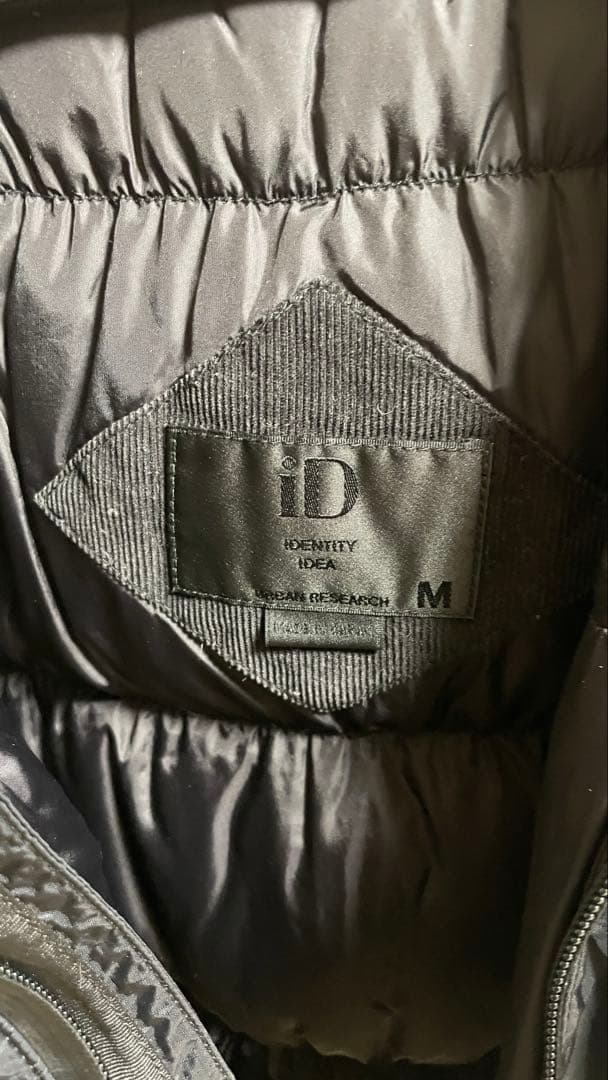 iD
IDENTITY
IDEA
URBAN RESEARCH M